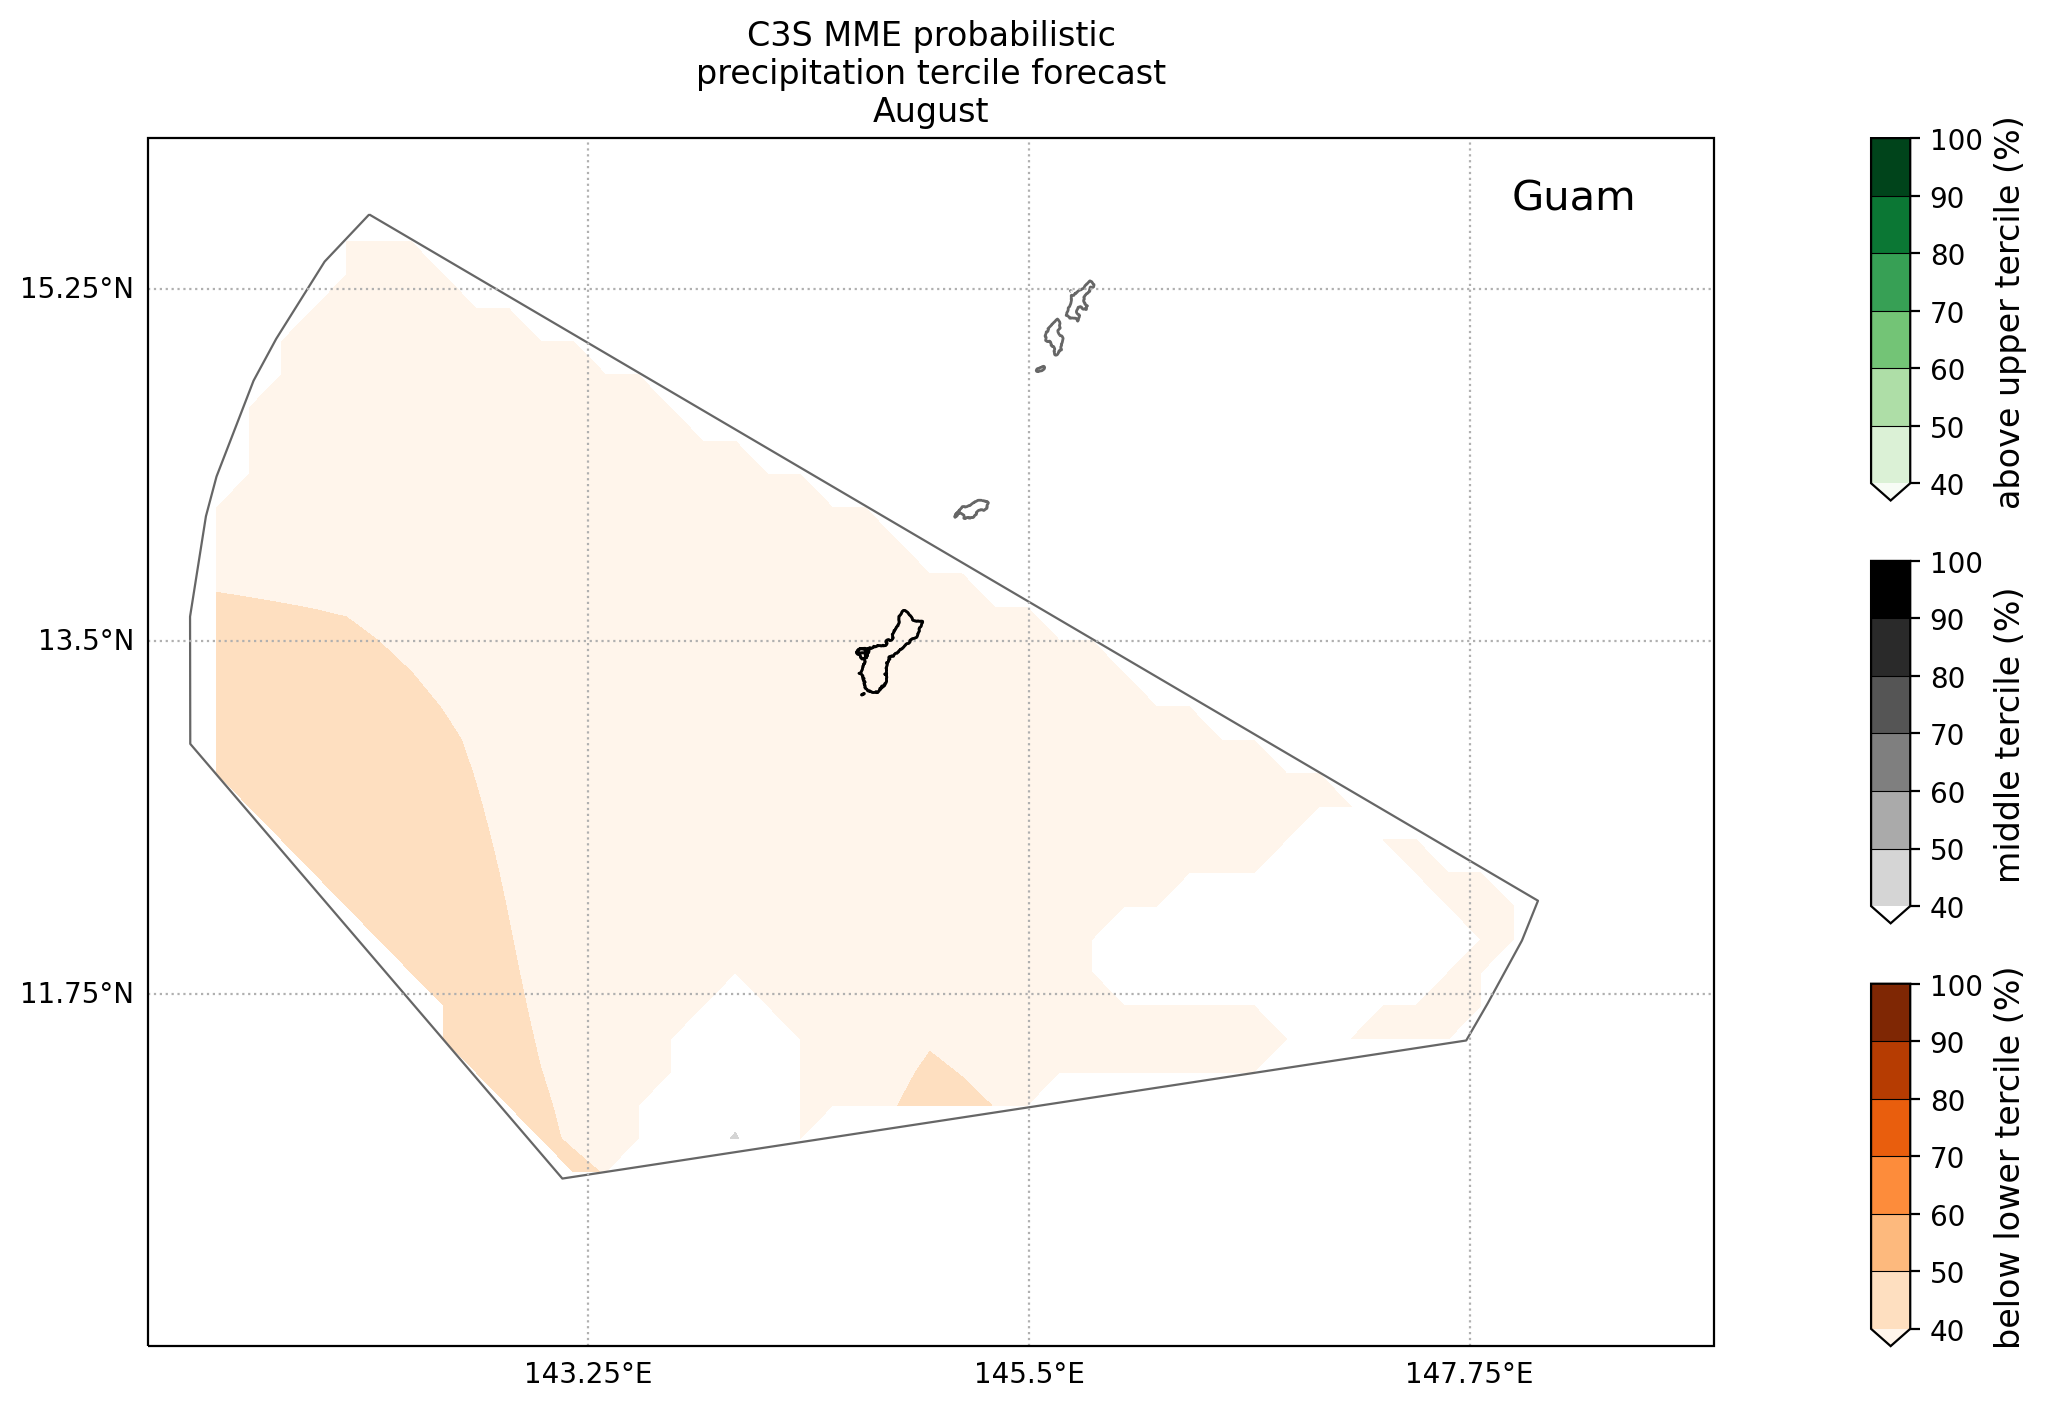 C3S MME probabilistic
precipitation tercile forecast
August
Guam
15.25°N
13.5°N
11.75°N
143.25°E
145.5°E
147.75°E
100
90
80
70
60
50
40
above upper tercile (%)
100
90
80
70
60
50
40
middle tercile (%)
100
90
80
70
60
50
40
below lower tercile (%)